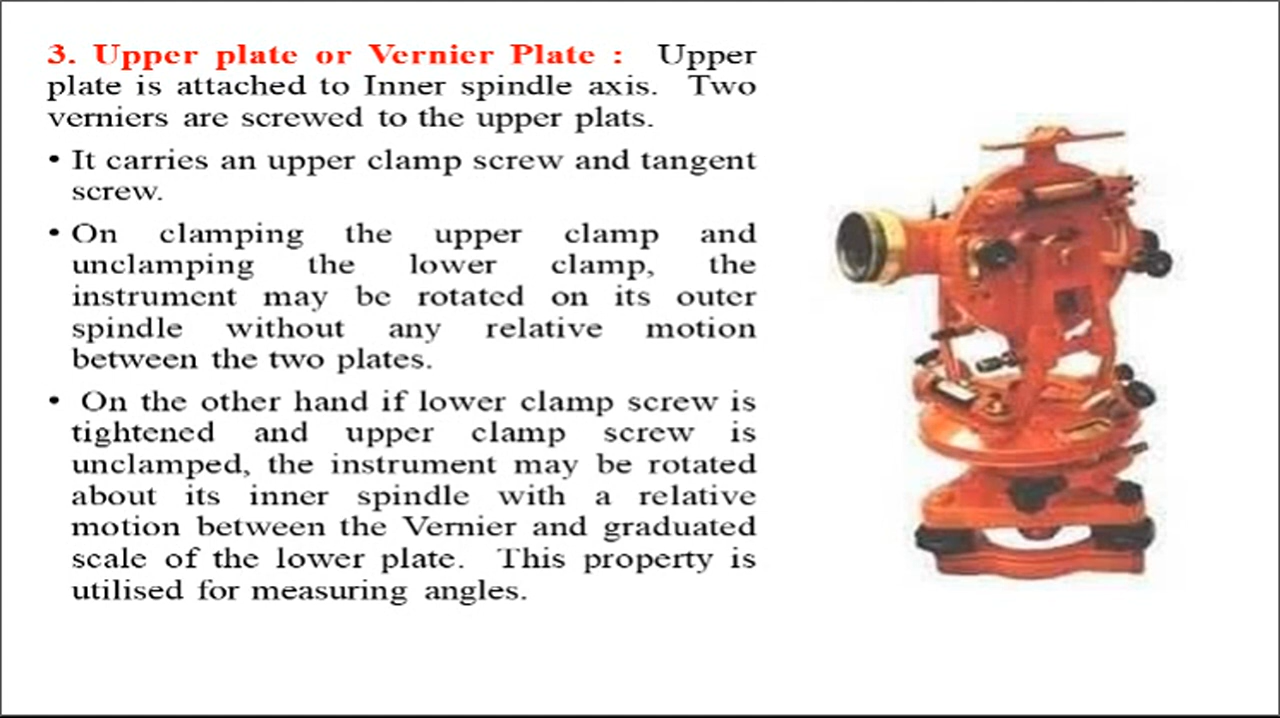 3. Upper plate or Vernier Plate : Upper
plate is attached to Inner spindle axis. Two
verniers are screwed to the upper plats.
• It carries an upper clamp screw and tangent
screw.
• On clamping the upper clamp and
unclamping the lower clamp, the
instrument may be rotated on its outer
spindle without any relative motion
between the two plates.
• On the other hand if lower clamp screw is
tightened and upper clamp screw is
unclamped, the instrument may be rotated
about its inner spindle with a relative
motion between the Vernier and graduated
scale of the lower plate. This property is
utilised for measuring angles.